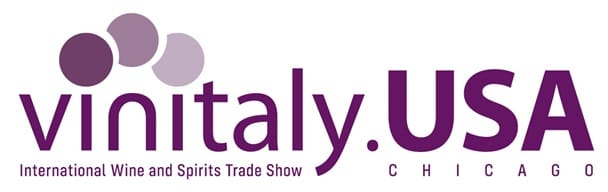 vinitaly.USA
International Wine and Spirits Trade Show CHICAGO